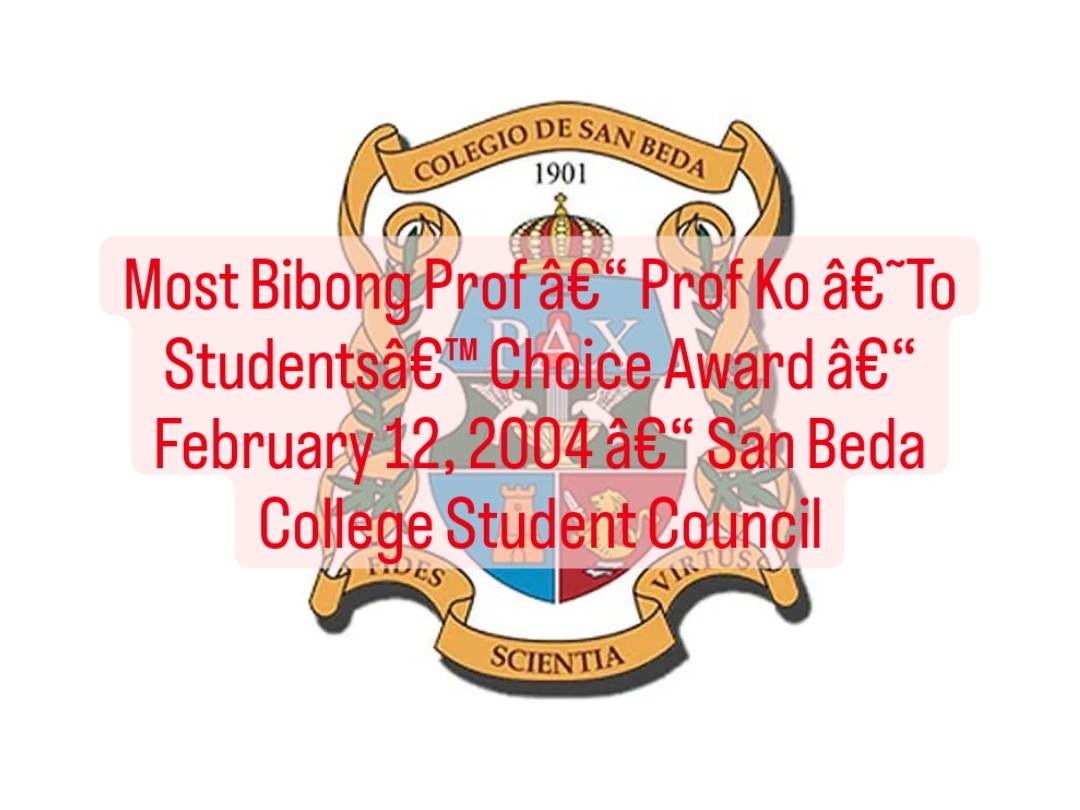 COLEGIO DE SAN BEDA
1901
Most Bibong Prof â€“ Prof Ko â€˜To
Studentsâ€™ Choice Award â€“
PAX
February 12, 2004 â€“ San Beda
College Student Council
FIDES
VIRTUS
SCIENTIA